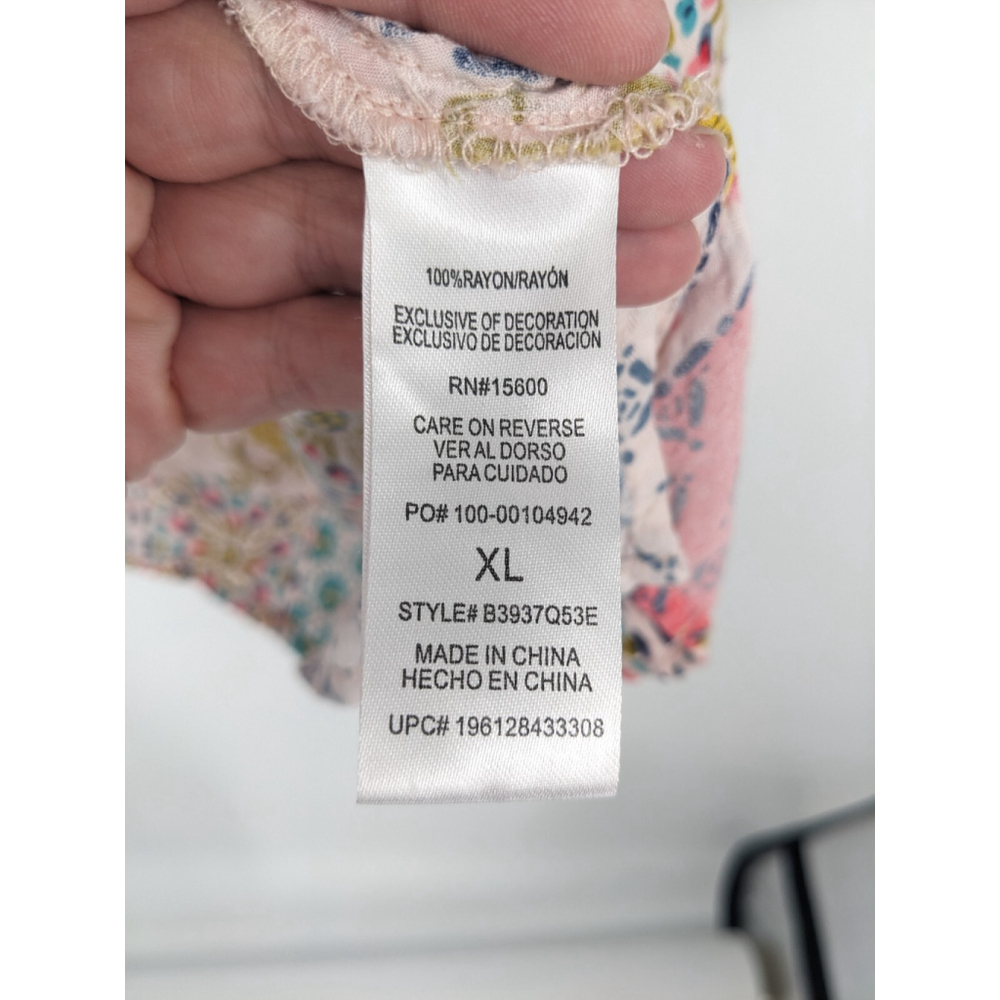 100%RAYON/RAYÓN
EXCLUSIVE OF DECORATION
EXCLUSIVO DE DECORACIÓN
RN#15600
CARE ON REVERSE
VER AL DORSO
PARA CUIDADO
PO# 100-00104942
XL
STYLE# B3937Q53E
MADE IN CHINA
HECHO EN CHINA
UPC# 196128433308